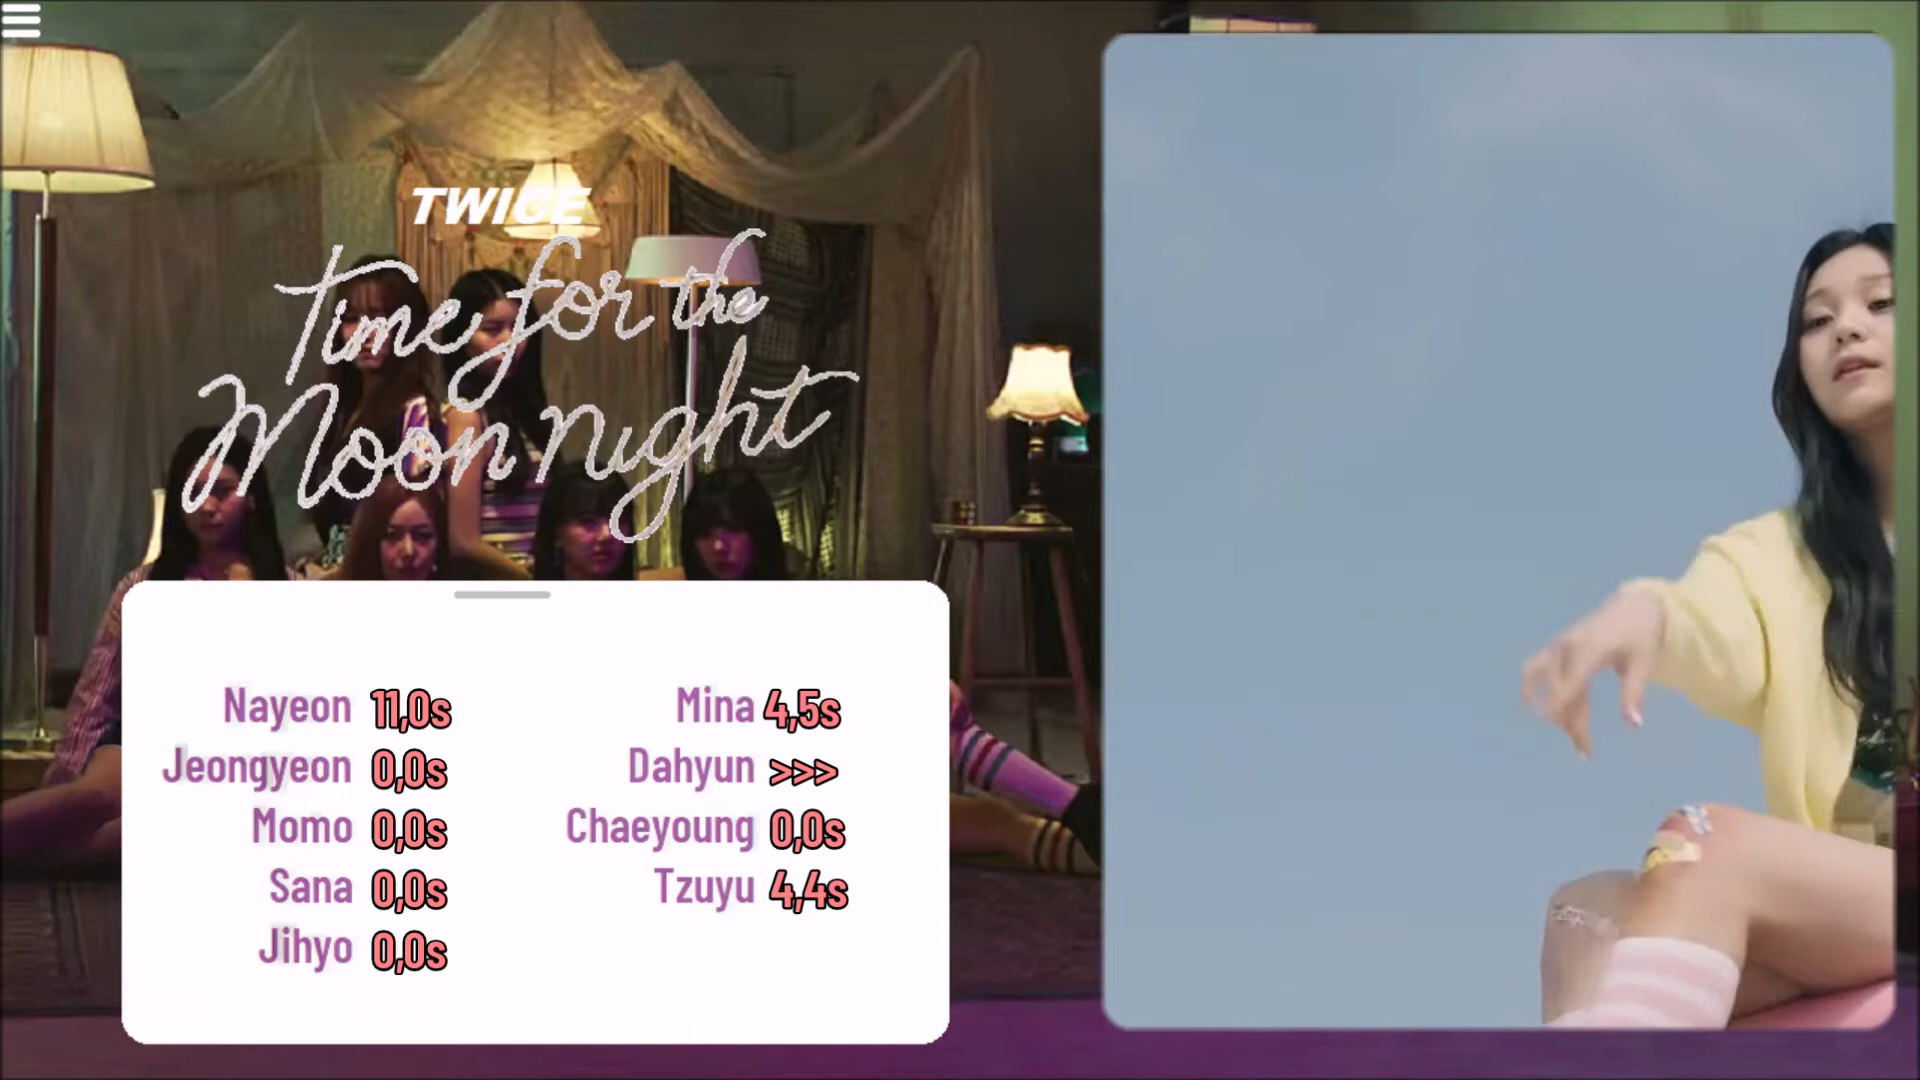 TWICE
Time for the
Moon night
Nayeon 11,0s
Jeongyeon 0,0s
Momo 0,0s
Sana 0,0s
Jihyo 0,0s
Mina 4,5s
Dahyun >>>
Chaeyoung 0,0s
Tzuyu 4,4s